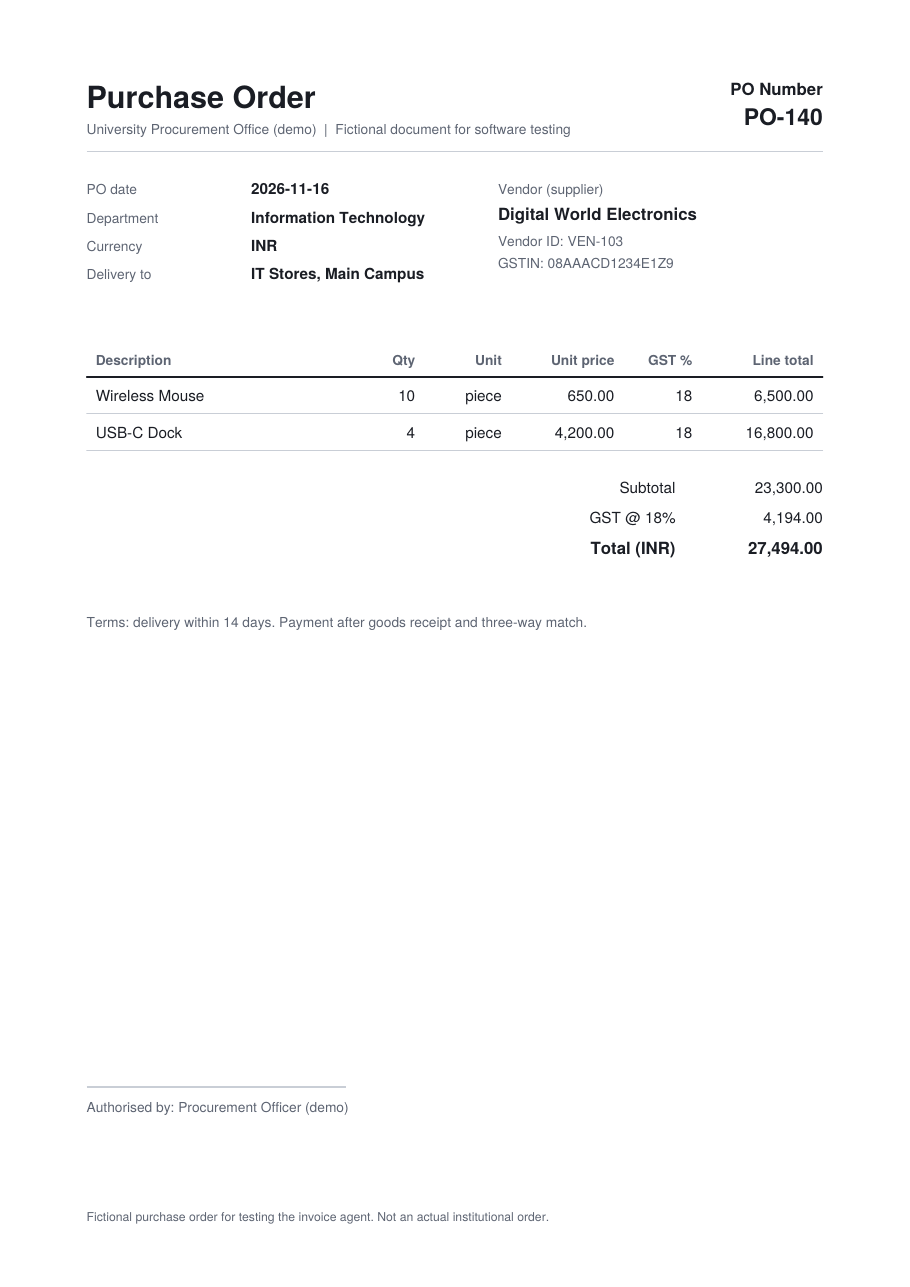 Purchase Order
University Procurement Office (demo) | Fictional document for software testing
PO Number
PO-140
PO date 2026-11-16
Department Information Technology
Currency INR
Delivery to IT Stores, Main Campus
Vendor (supplier)
Digital World Electronics
Vendor ID: VEN-103
GSTIN: 08AAACD1234E1Z9
Description Qty Unit Unit price GST % Line total
Wireless Mouse 10 piece 650.00 18 6,500.00
USB-C Dock 4 piece 4,200.00 18 16,800.00
Subtotal 23,300.00
GST @ 18% 4,194.00
Total (INR) 27,494.00
Terms: delivery within 14 days. Payment after goods receipt and three-way match.
Authorised by: Procurement Officer (demo)
Fictional purchase order for testing the invoice agent. Not an actual institutional order.